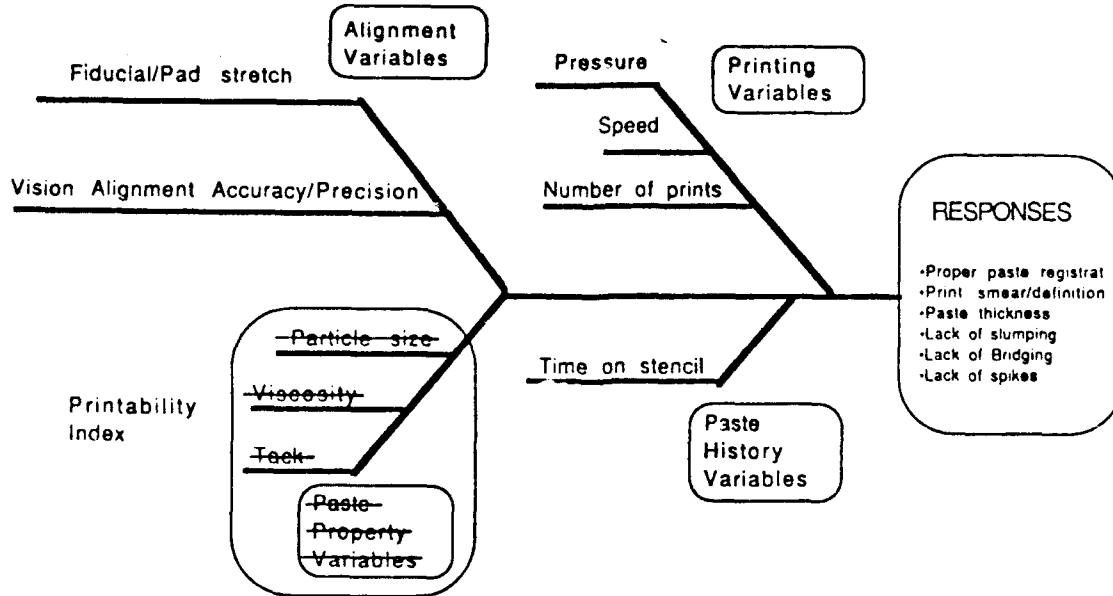 Alignment
Variables
Fiducial/Pad stretch
Vision Alignment Accuracy/Precision
Pressure
Printing
Variables
Speed
Number of prints
RESPONSES
•Proper paste registrat
•Print smear/definition
•Paste thickness
•Lack of slumping
•Lack of Bridging
•Lack of spikes
Particle size
Viscosity
Tack
Printability
Index
Paste
Property
Variables
Time on stencil
Paste
History
Variables